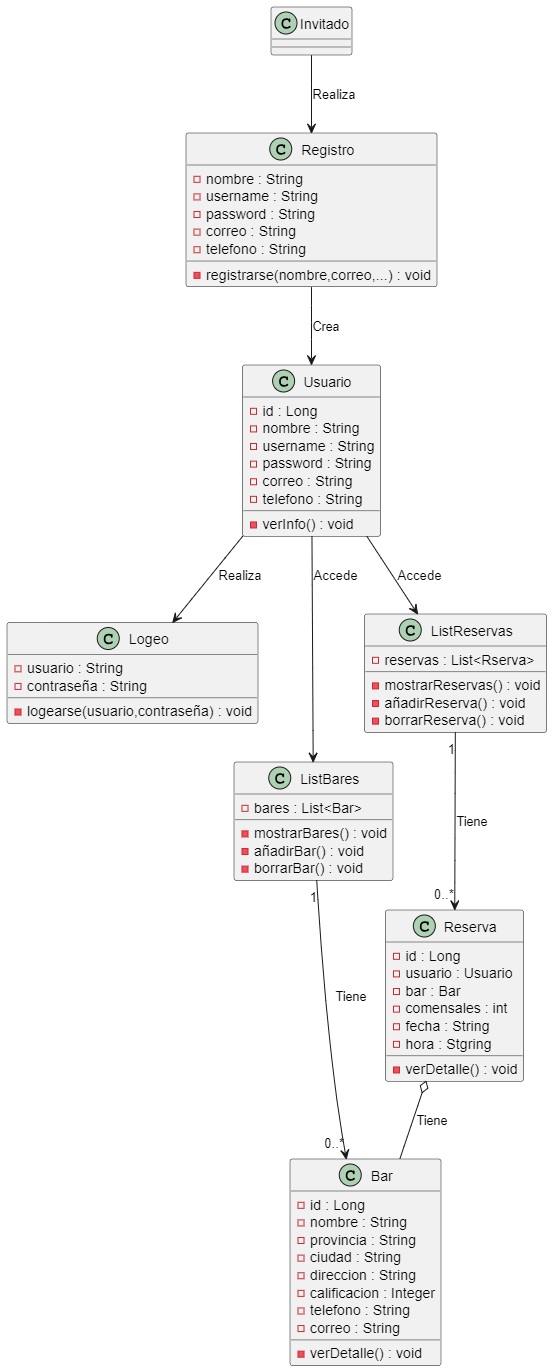 C Invitado
Realiza
C Registro
nombre : String
username : String
password : String
correo : String
telefono : String
registrarse(nombre,correo,...) : void
Crea
C Usuario
id : Long
nombre : String
username : String
password : String
correo : String
telefono : String
verInfo() : void
Realiza
Accede
Accede
C Logeo
usuario : String
contraseña : String
logearse(usuario,contraseña) : void
C ListReservas
reservas : List<Rserva>
mostrarReservas() : void
añadirReserva() : void
borrarReserva() : void
1
Tiene
0..*
C ListBares
bares : List<Bar>
mostrarBares() : void
añadirBar() : void
borrarBar() : void
1
Tiene
0..*
C Reserva
id : Long
usuario : Usuario
bar : Bar
comensales : int
fecha : String
hora : Stgring
verDetalle() : void
Tiene
C Bar
id : Long
nombre : String
provincia : String
ciudad : String
direccion : String
calificacion : Integer
telefono : String
correo : String
verDetalle() : void